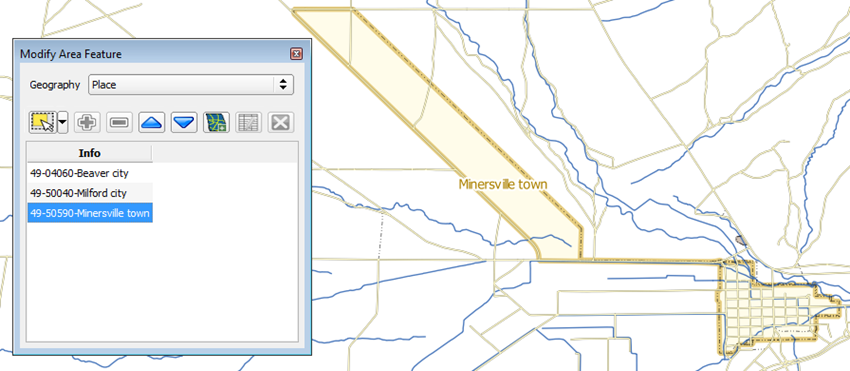 Modify Area Feature
Geography Place
Info
49-04060-Beaver city
49-50040-Milford city
49-50590-Minersville town
Minersville town